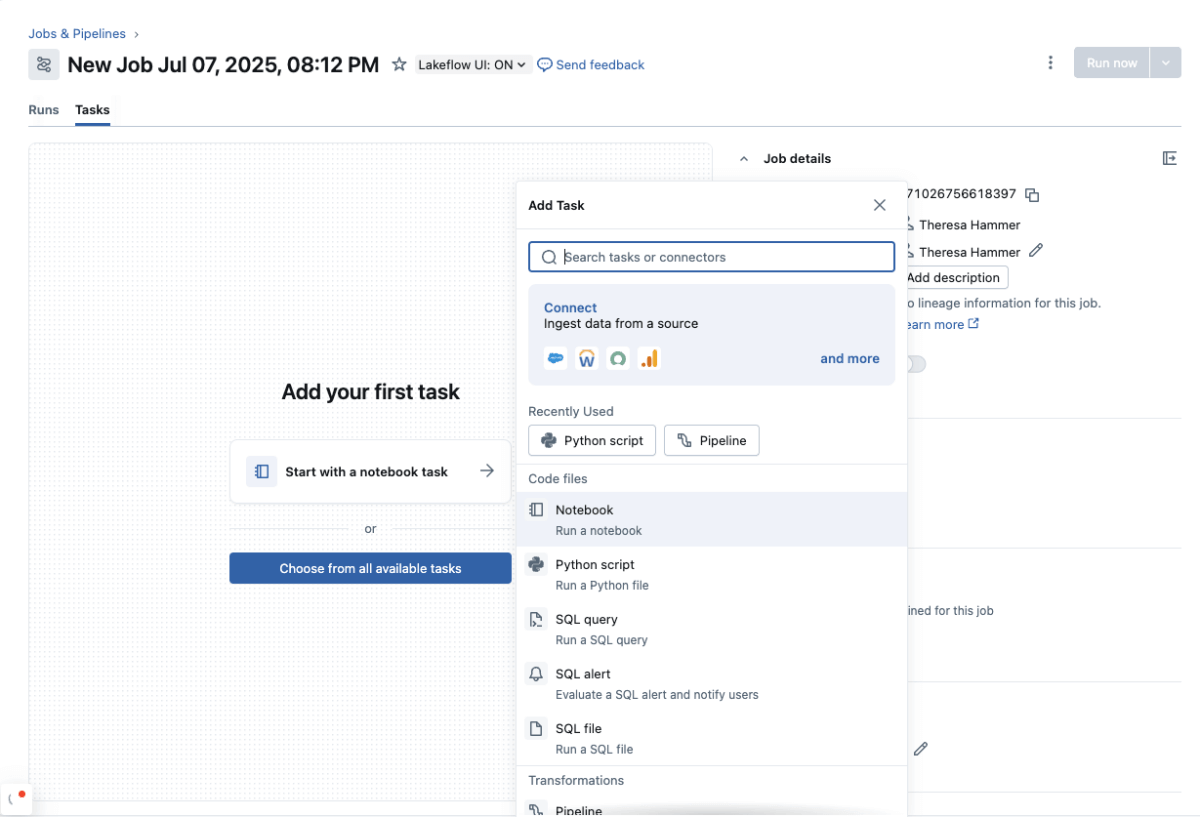 Jobs & Pipelines
New Job Jul 07, 2025, 08:12 PM
Lakeflow UI: ON
Send feedback
Run now
Runs
Tasks
Add your first task
Start with a notebook task
or
Choose from all available tasks
Add Task
Search tasks or connectors
Connect
Ingest data from a source
and more
Recently Used
Python script
Pipeline
Code files
Notebook
Run a notebook
Python script
Run a Python file
SQL query
Run a SQL query
SQL alert
Evaluate a SQL alert and notify users
SQL file
Run a SQL file
Transformations
Pipeline
Job details
71026756618397
Theresa Hammer
Theresa Hammer
Add description
o lineage information for this job.
earn more
ined for this job